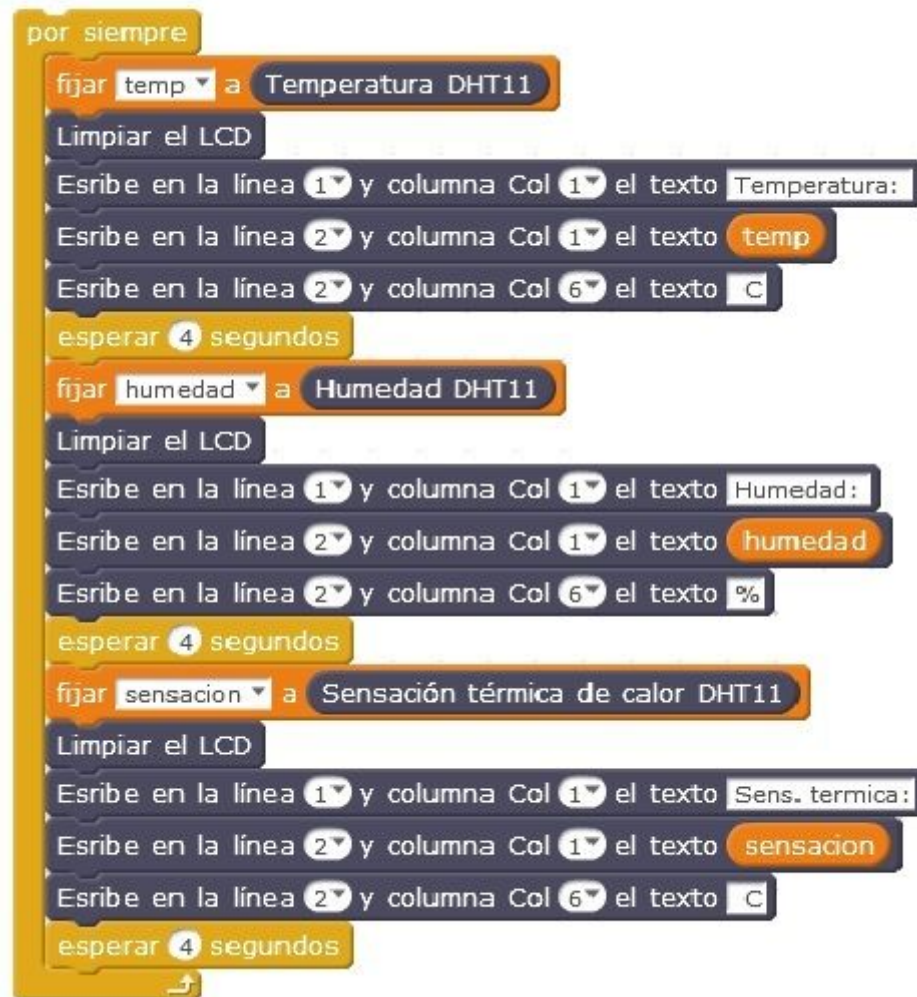 por siempre
fijar temp a Temperatura DHT11
Limpiar el LCD
Esribe en la línea 1 y columna Col 1 el texto Temperatura:
Esribe en la línea 2 y columna Col 1 el texto temp
Esribe en la línea 2 y columna Col 6 el texto C
esperar 4 segundos
fijar humedad a Humedad DHT11
Limpiar el LCD
Esribe en la línea 1 y columna Col 1 el texto Humedad:
Esribe en la línea 2 y columna Col 1 el texto humedad
Esribe en la línea 2 y columna Col 6 el texto %
esperar 4 segundos
fijar sensacion a Sensación térmica de calor DHT11
Limpiar el LCD
Esribe en la línea 1 y columna Col 1 el texto Sens. termica:
Esribe en la línea 2 y columna Col 1 el texto sensacion
Esribe en la línea 2 y columna Col 6 el texto C
esperar 4 segundos